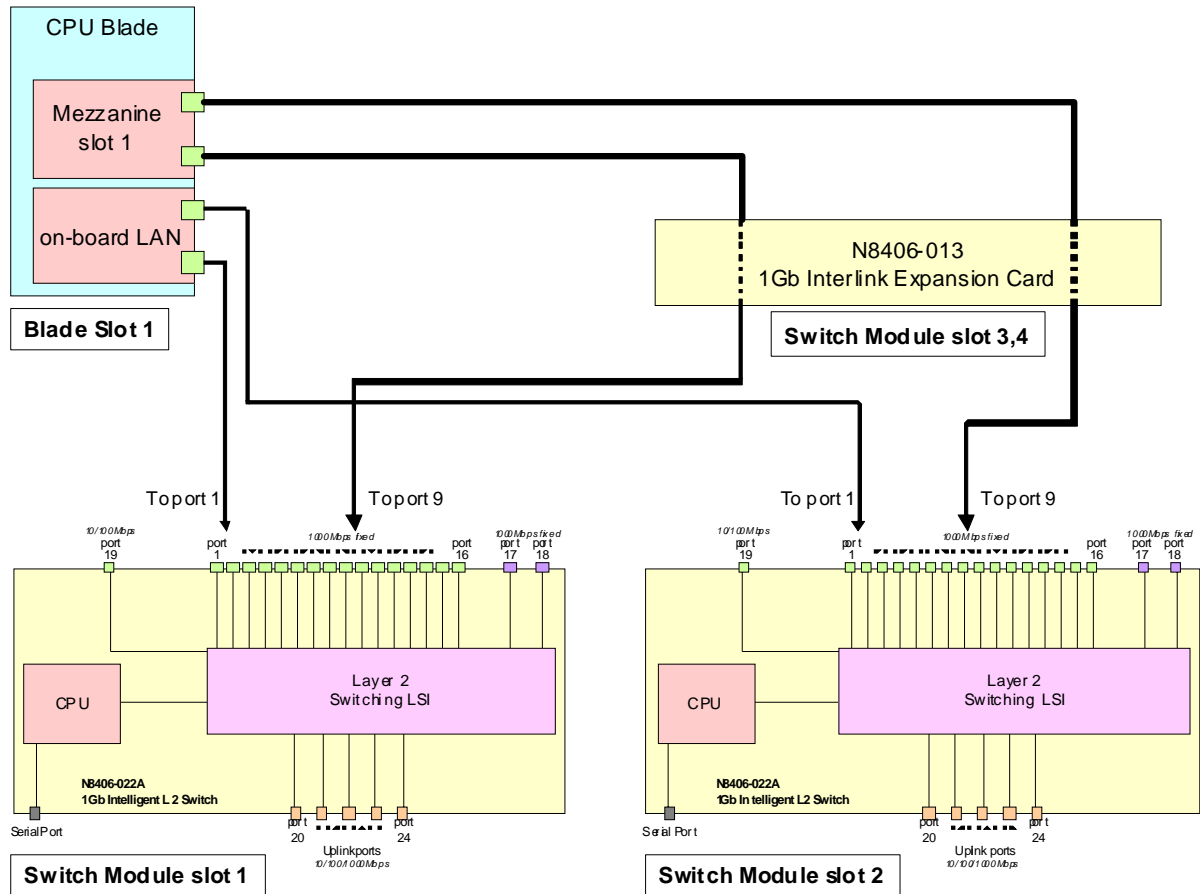 CPU Blade
Mezzanine
slot 1
on-board LAN
Blade Slot 1
N8406-013
1Gb Interlink Expansion Card
Switch Module slot 3,4
To port 1
To port 9
To port 1
To port 9
10/100Mbps
port
19
port
1
1000Mbps fixed
16
1000Mbps fixed
port
17
port
18
10/100Mbps
port
19
port
1
1000Mbps fixed
16
1000Mbps fixed
port
17
port
18
CPU
Layer 2
Switching LSI
CPU
Layer 2
Switching LSI
N8406-022A
1Gb Intelligent L2 Switch
N8406-022A
1Gb Intelligent L2 Switch
Serial Port
port
20
port
24
Uplink ports
10/100/1000Mbps
Serial Port
port
20
port
24
Uplink ports
10/100/1000Mbps
Switch Module slot 1
Switch Module slot 2